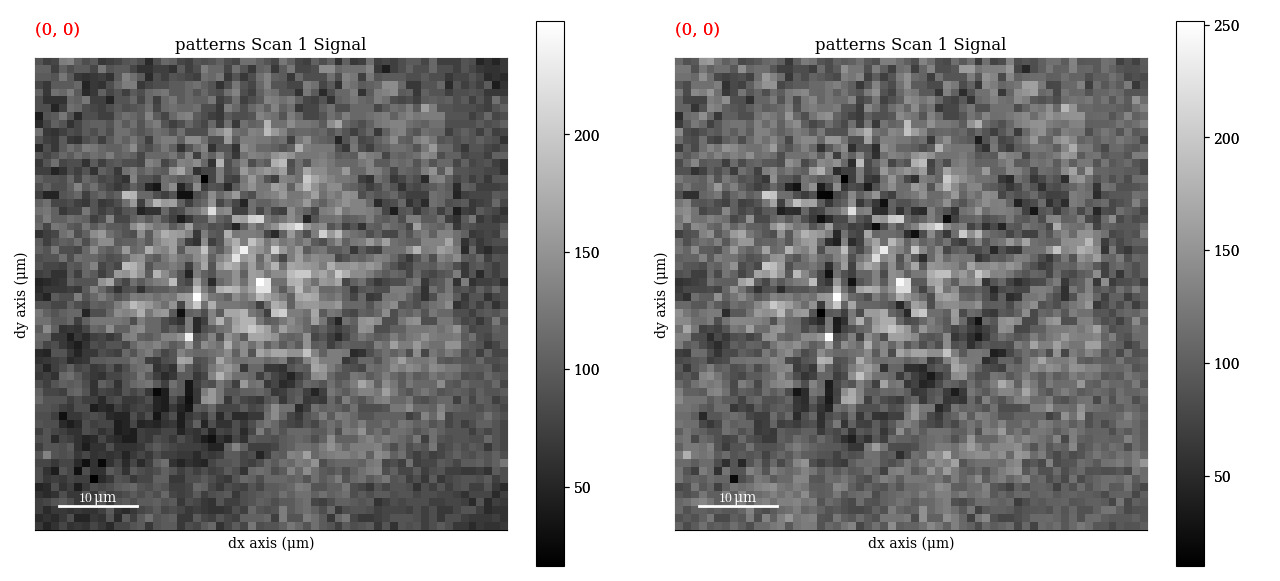 (0, 0)
patterns Scan 1 Signal
200
150
100
50
10 μm
dy axis (μm)
dx axis (μm)
(0, 0)
patterns Scan 1 Signal
250
200
150
100
50
10 μm
dy axis (μm)
dx axis (μm)